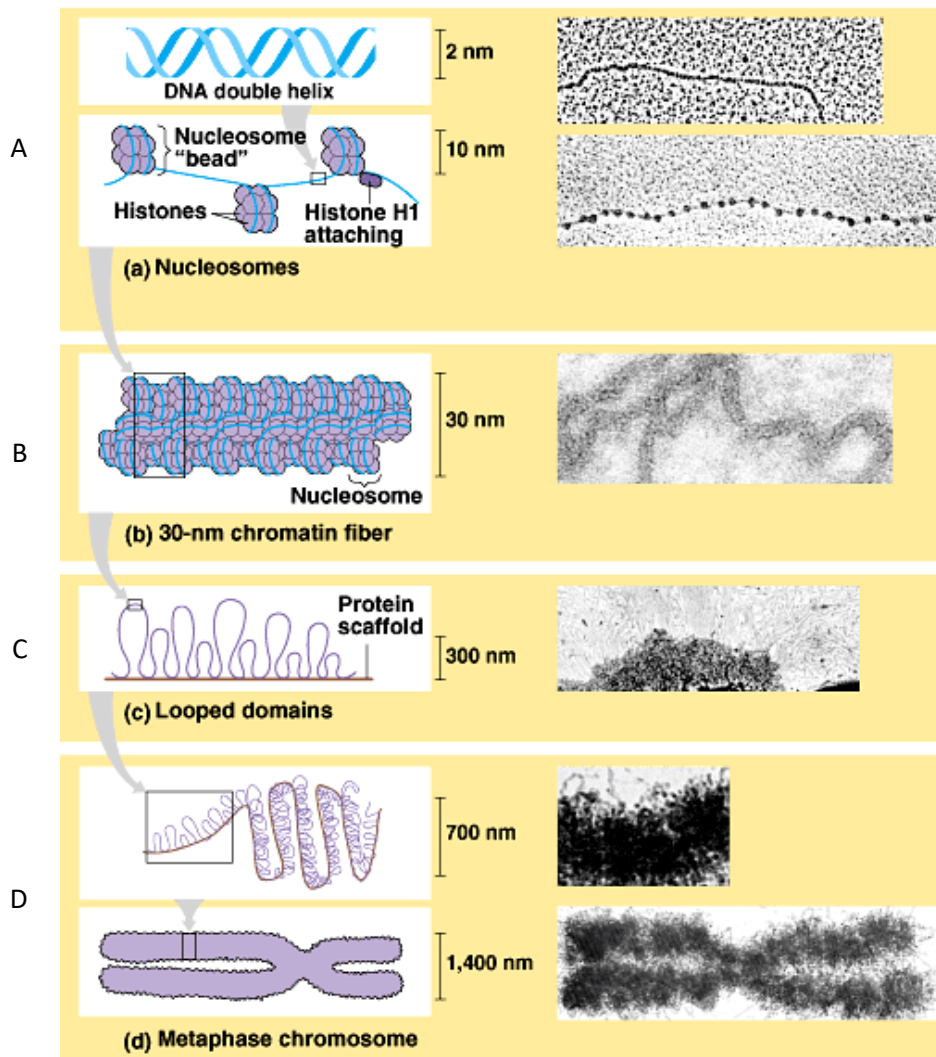 2 nm
DNA double helix
A
Nucleosome
“bead”
10 nm
Histones
Histone H1
attaching
(a) Nucleosomes
B
30 nm
Nucleosome
(b) 30-nm chromatin fiber
C
Protein
scaffold
300 nm
(c) Looped domains
D
700 nm
1,400 nm
(d) Metaphase chromosome